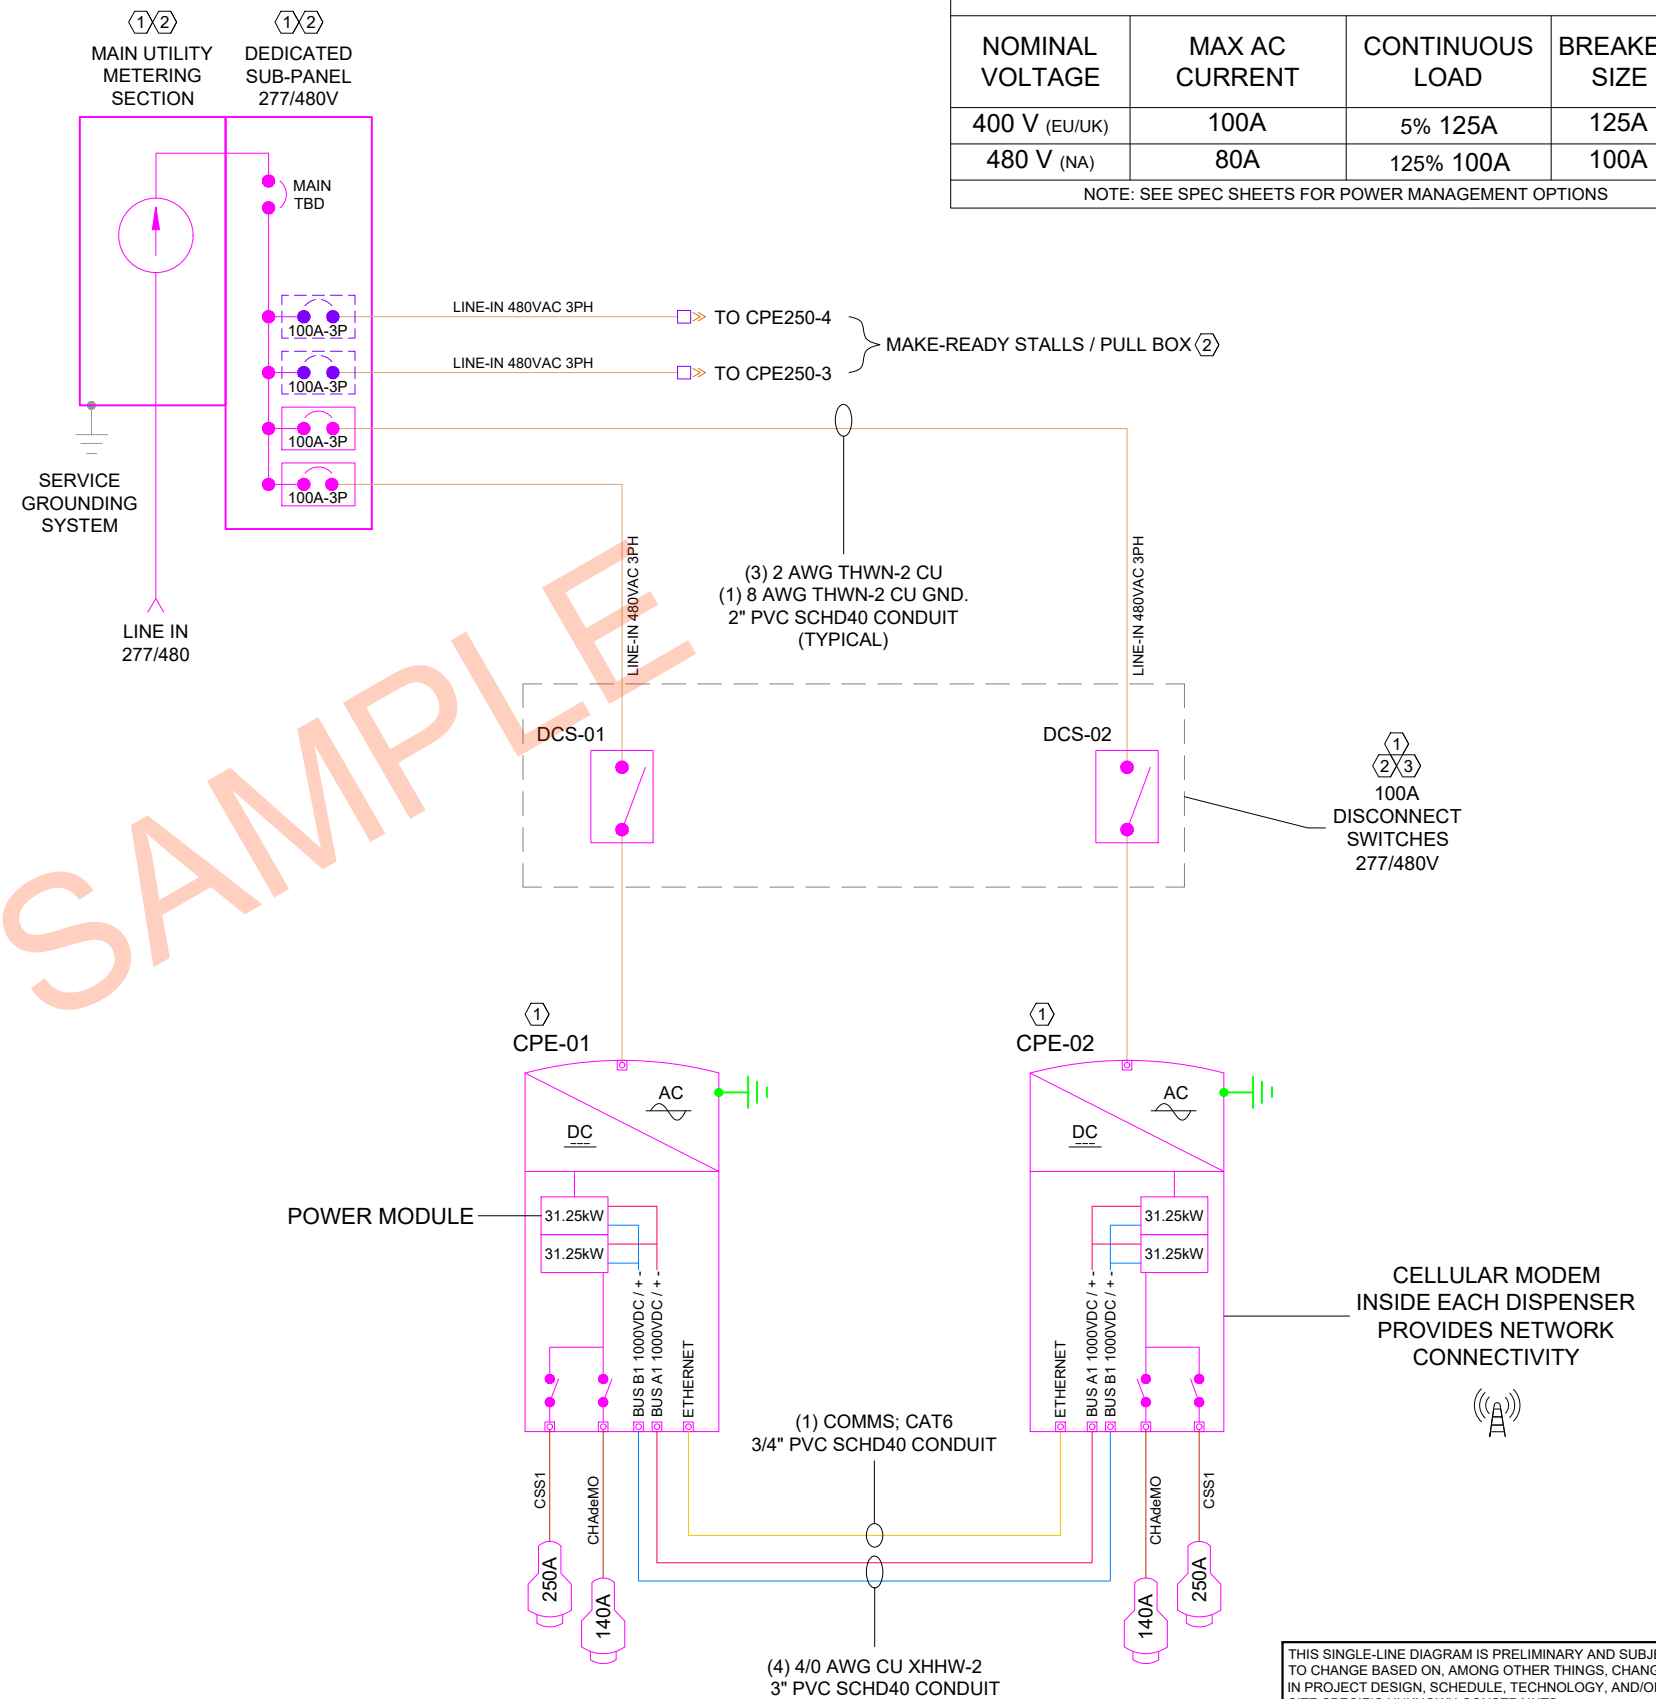 1 2
MAIN UTILITY
METERING
SECTION
1 2
DEDICATED
SUB-PANEL
277/480V
NOMINAL
VOLTAGE
MAX AC
CURRENT
CONTINUOUS
LOAD
SIZE
400 V (EU/UK)
100A
5% 125A
125A
480 V (NA)
80A
125% 100A
100A
NOTE: SEE SPEC SHEETS FOR POWER MANAGEMENT OPTIONS
MAIN
TBD
100A-3P
LINE-IN 480VAC 3PH
TO CPE250-4
100A-3P
LINE-IN 480VAC 3PH
TO CPE250-3
MAKE-READY STALLS / PULL BOX 2
100A-3P
100A-3P
SERVICE
GROUNDING
SYSTEM
LINE IN
277/480
(3) 2 AWG THWN-2 CU
(1) 8 AWG THWN-2 CU GND.
2" PVC SCHD40 CONDUIT
(TYPICAL)
LINE-IN 480VAC 3PH
LINE-IN 480VAC 3PH
SAMPLE
DCS-01
DCS-02
1
2 3
100A
DISCONNECT
SWITCHES
277/480V
1
CPE-01
AC
DC
1
CPE-02
AC
DC
POWER MODULE
31.25kW
31.25kW
BUS B1 1000VDC / + -
BUS A1 1000VDC / + -
ETHERNET
31.25kW
31.25kW
ETHERNET
BUS A1 1000VDC / + -
BUS B1 1000VDC / + -
CELLULAR MODEM
INSIDE EACH DISPENSER
PROVIDES NETWORK
CONNECTIVITY
(1) COMMS; CAT6
3/4" PVC SCHD40 CONDUIT
CSS1
CHAdeMO
250A
140A
CHAdeMO
CSS1
140A
250A
(4) 4/0 AWG CU XHHW-2
3" PVC SCHD40 CONDUIT
THIS SINGLE-LINE DIAGRAM IS PRELIMINARY AND
TO CHANGE BASED ON, AMONG OTHER THINGS,
IN PROJECT DESIGN, SCHEDULE, TECHNOLOGY,